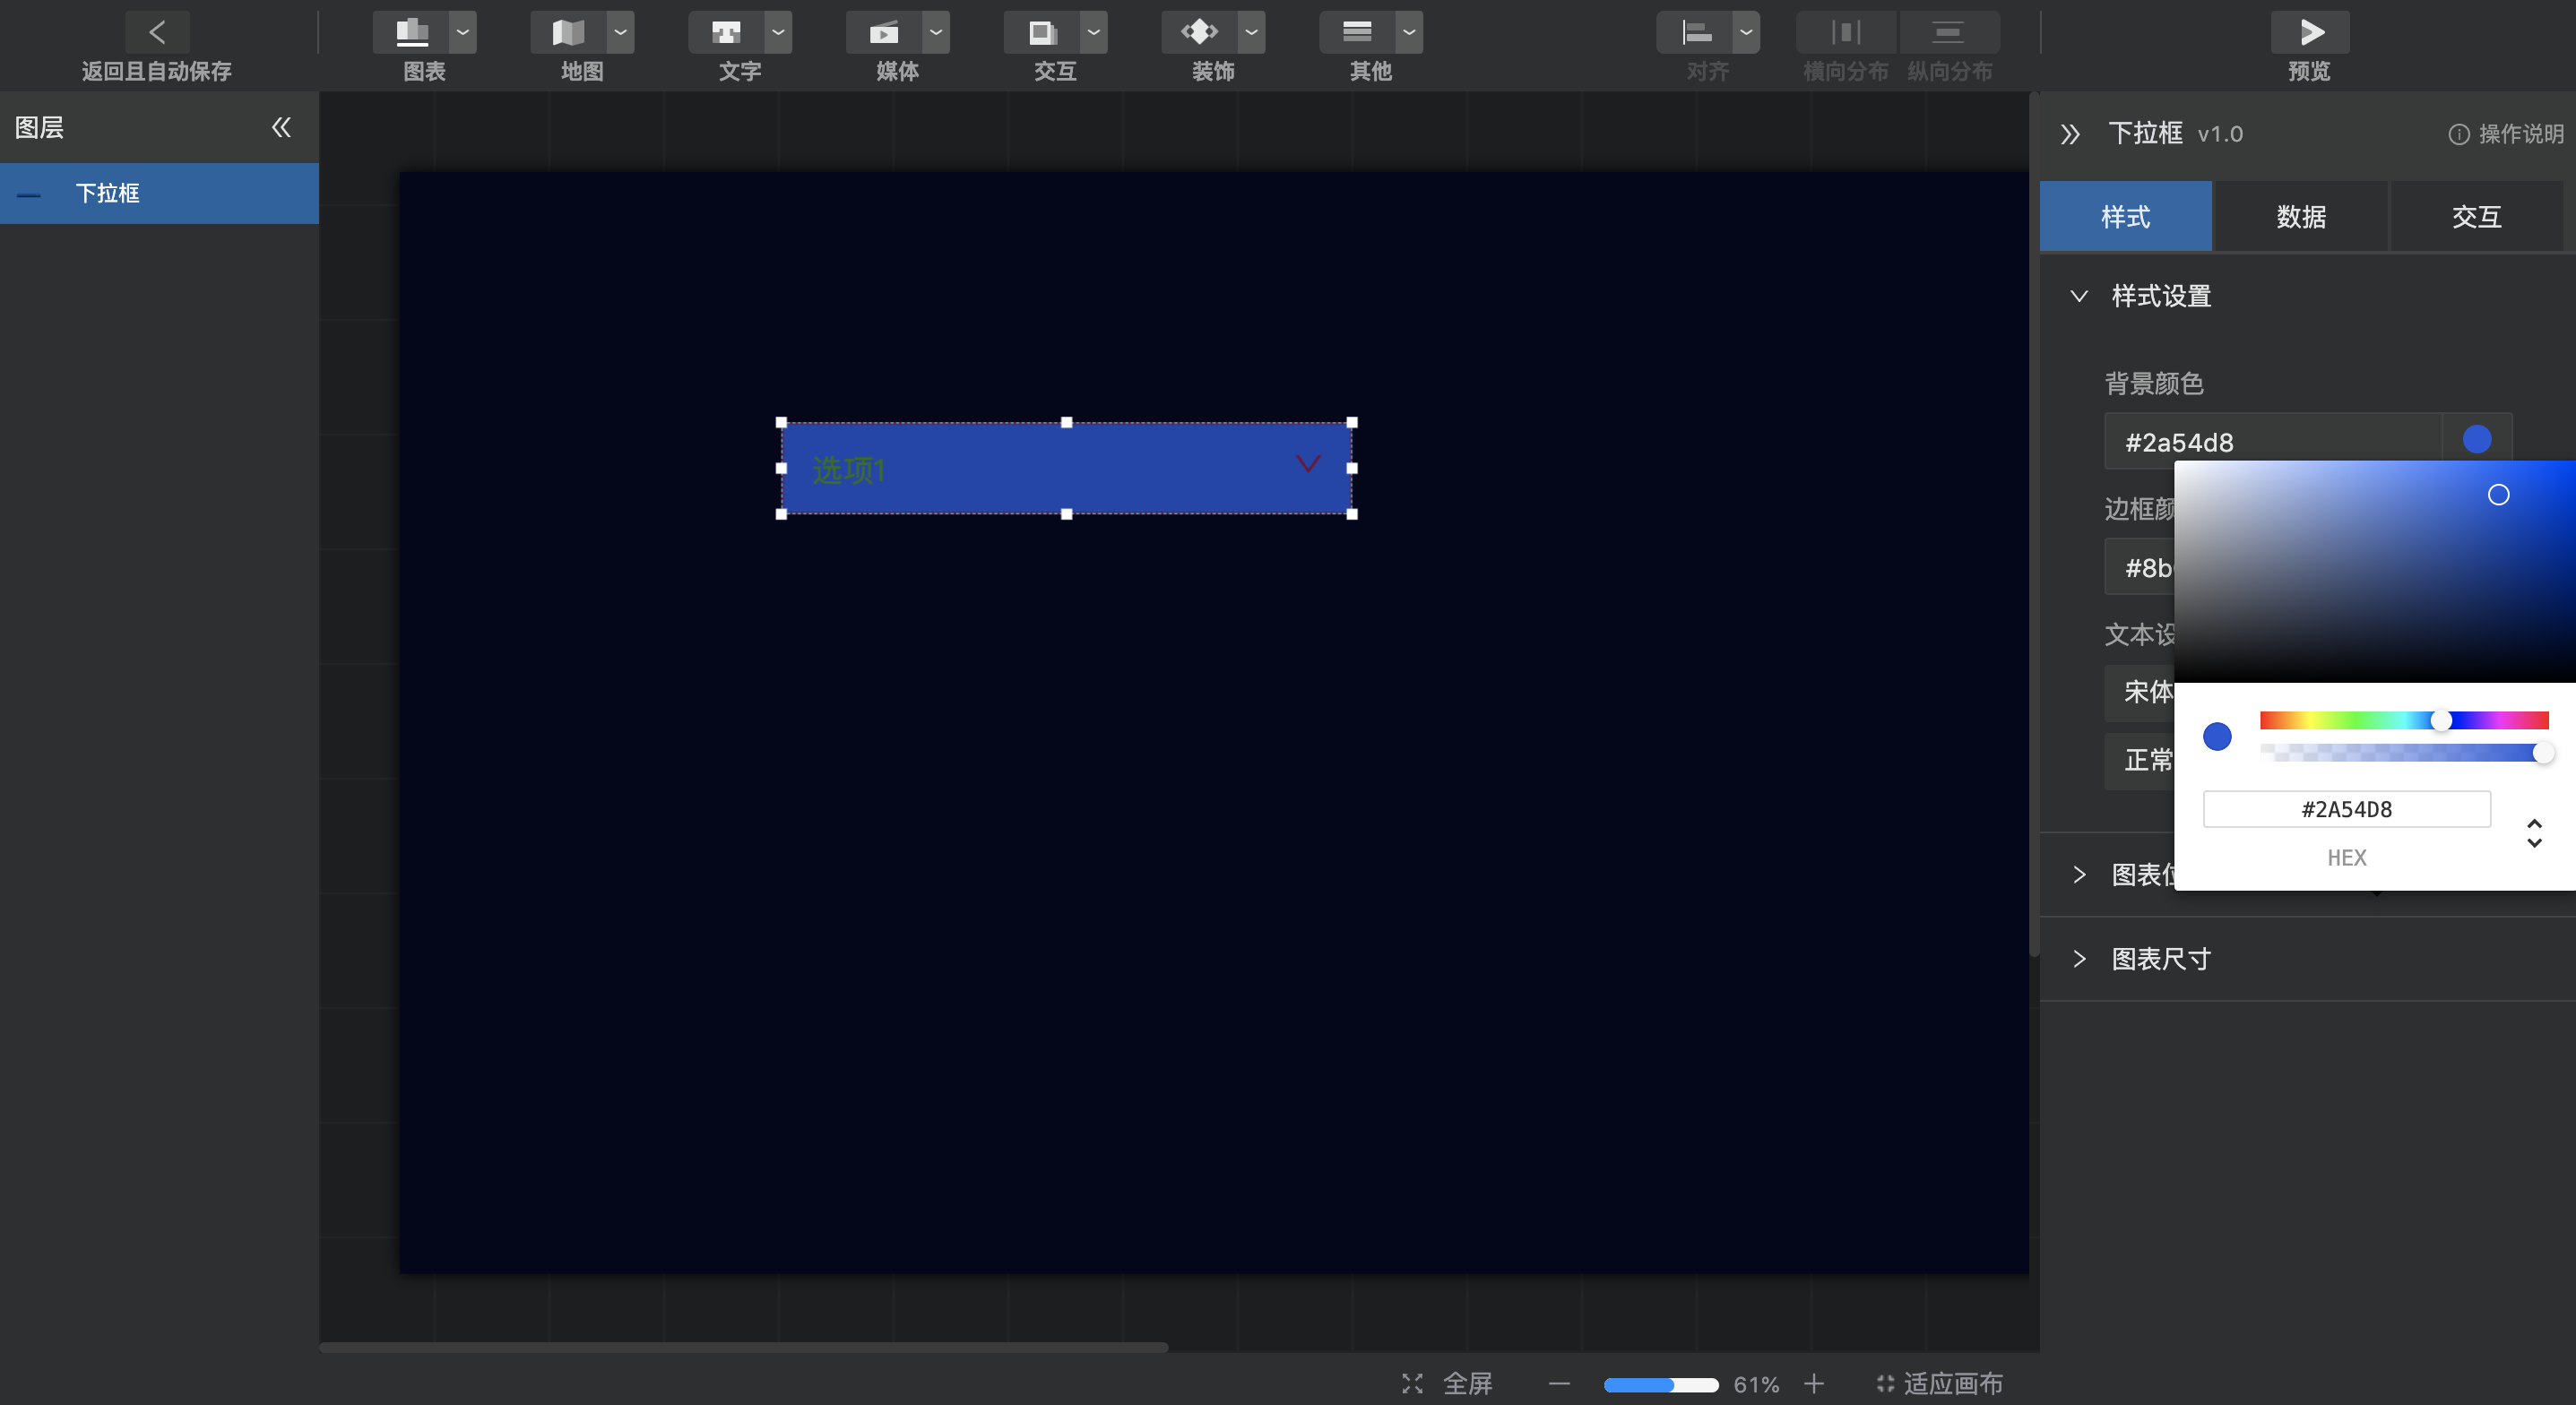 返回且自动保存
图表
地图
文字
媒体
交互
装饰
其他
对齐
横向分布
纵向分布
预览
图层
下拉框
选项1
下拉框 v1.0
操作说明
样式
数据
交互
样式设置
背景颜色
#2a54d8
边框颜
#8b
文本设
宋体
正常
#2A54D8
HEX
图表位
图表尺寸
全屏
61%
适应画布